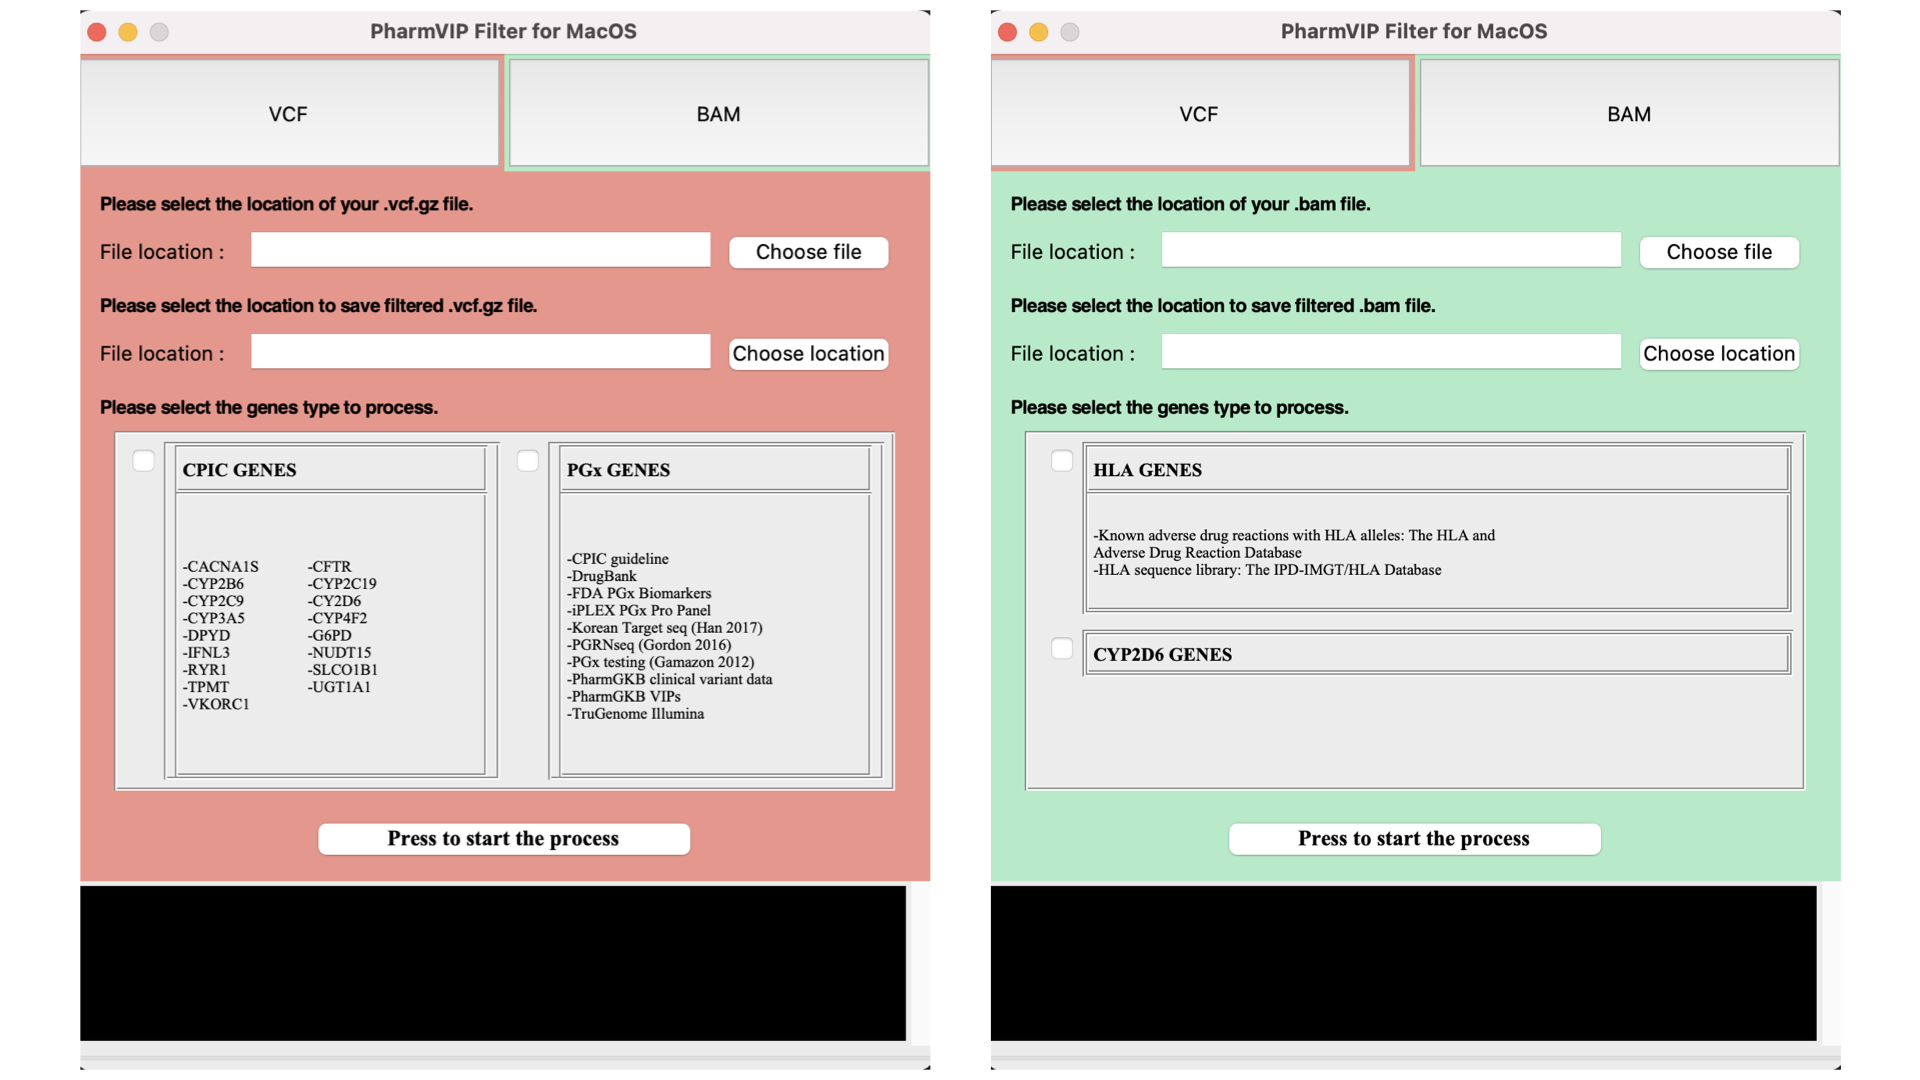 PharmVIP Filter for MacOS
VCF
BAM
Please select the location of your .vcf.gz file.
File location :
Choose file
Please select the location to save filtered .vcf.gz file.
File location :
Choose location
Please select the genes type to process.
CPIC GENES
-CACNA1S -CFTR
-CYP2B6 -CYP2C19
-CYP2C9 -CY2D6
-CYP3A5 -CYP4F2
-DPYD -G6PD
-IFNL3 -NUDT15
-RYR1 -SLCO1B1
-TPMT -UGT1A1
-VKORC1
PGx GENES
-CPIC guideline
-DrugBank
-FDA PGx Biomarkers
-iPLEX PGx Pro Panel
-Korean Target seq (Han 2017)
-PGRNseq (Gordon 2016)
-PGx testing (Gamazon 2012)
-PharmGKB clinical variant data
-PharmGKB VIPs
-TruGenome Illumina
Press to start the process
PharmVIP Filter for MacOS
VCF
BAM
Please select the location of your .bam file.
File location :
Choose file
Please select the location to save filtered .bam file.
File location :
Choose location
Please select the genes type to process.
HLA GENES
-Known adverse drug reactions with HLA alleles: The HLA and
Adverse Drug Reaction Database
-HLA sequence library: The IPD-IMGT/HLA Database
CYP2D6 GENES
Press to start the process